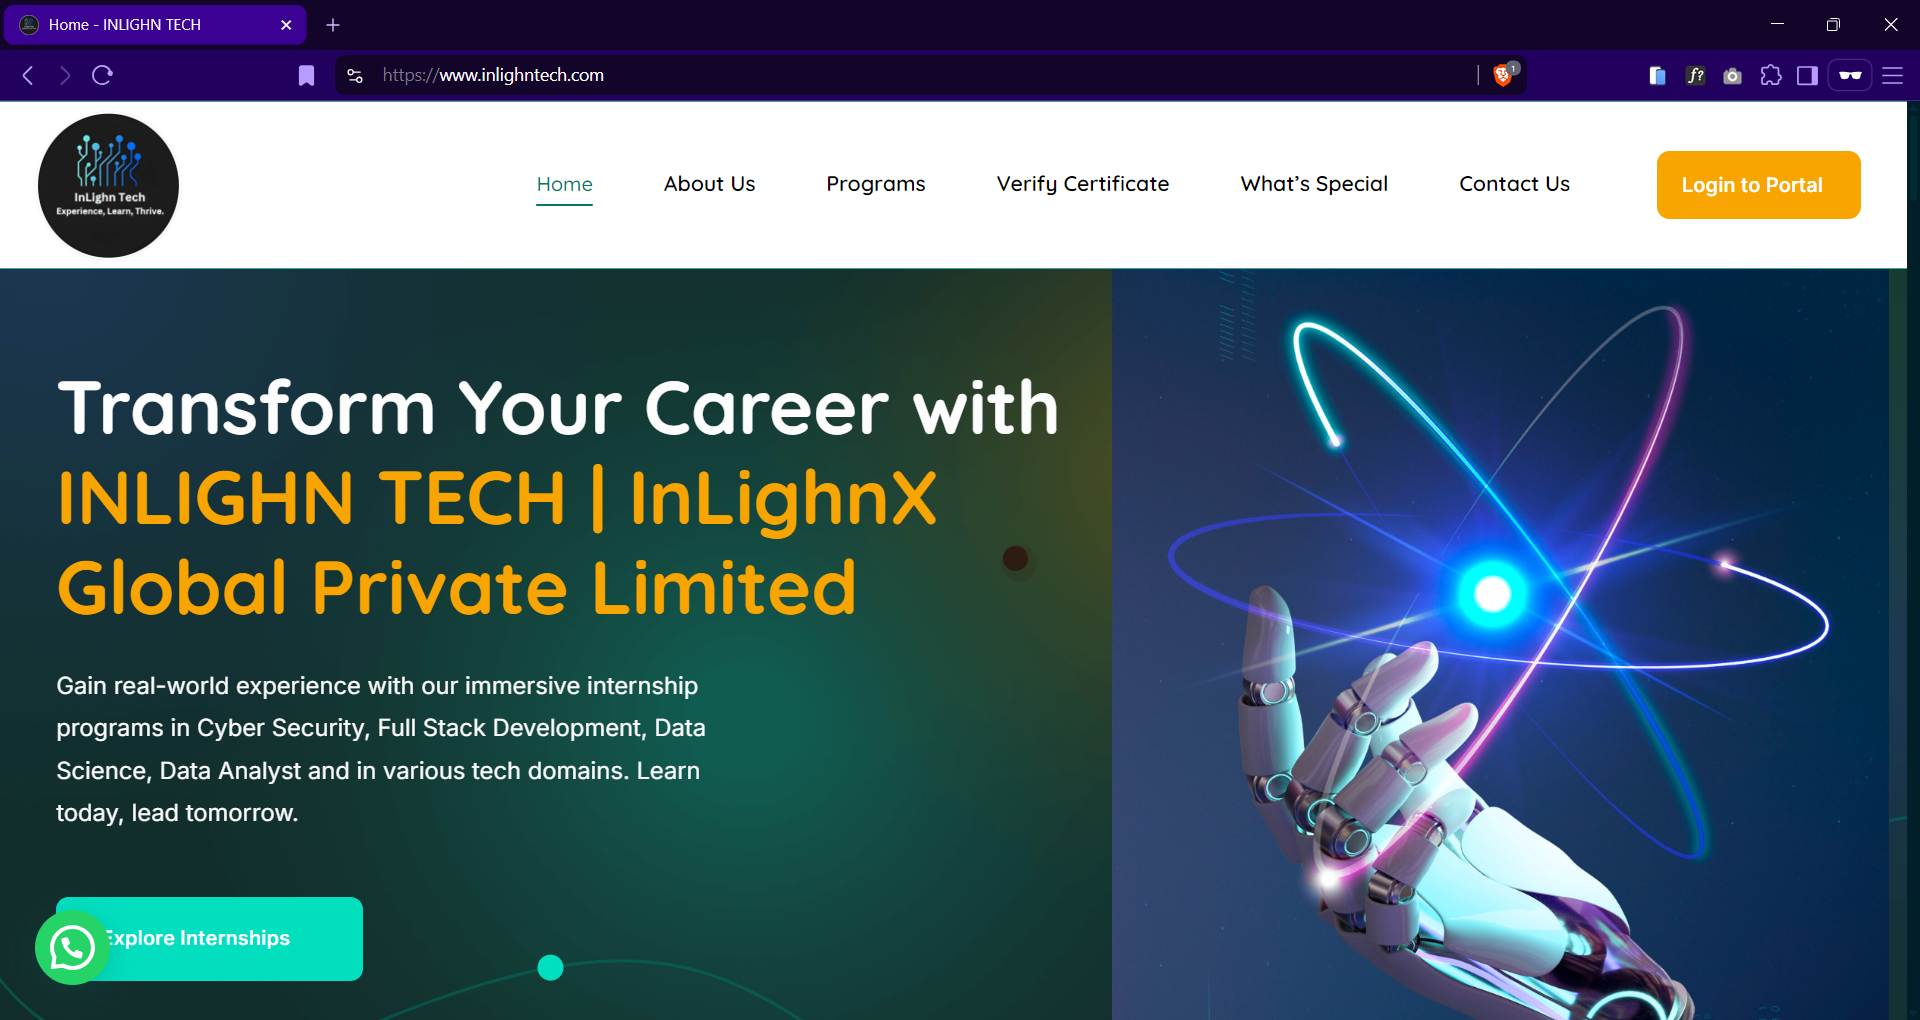 Home - INLIGHN TECH
https://www.inlighntech.com
1
f?
InLighn Tech
Experience, Learn, Thrive.
Home
About Us
Programs
Verify Certificate
What’s Special
Contact Us
Login to Portal
Transform Your Career with
INLIGHN TECH | InLighnX
Global Private Limited
Gain real-world experience with our immersive internship
programs in Cyber Security, Full Stack Development, Data
Science, Data Analyst and in various tech domains. Learn
today, lead tomorrow.
Explore Internships